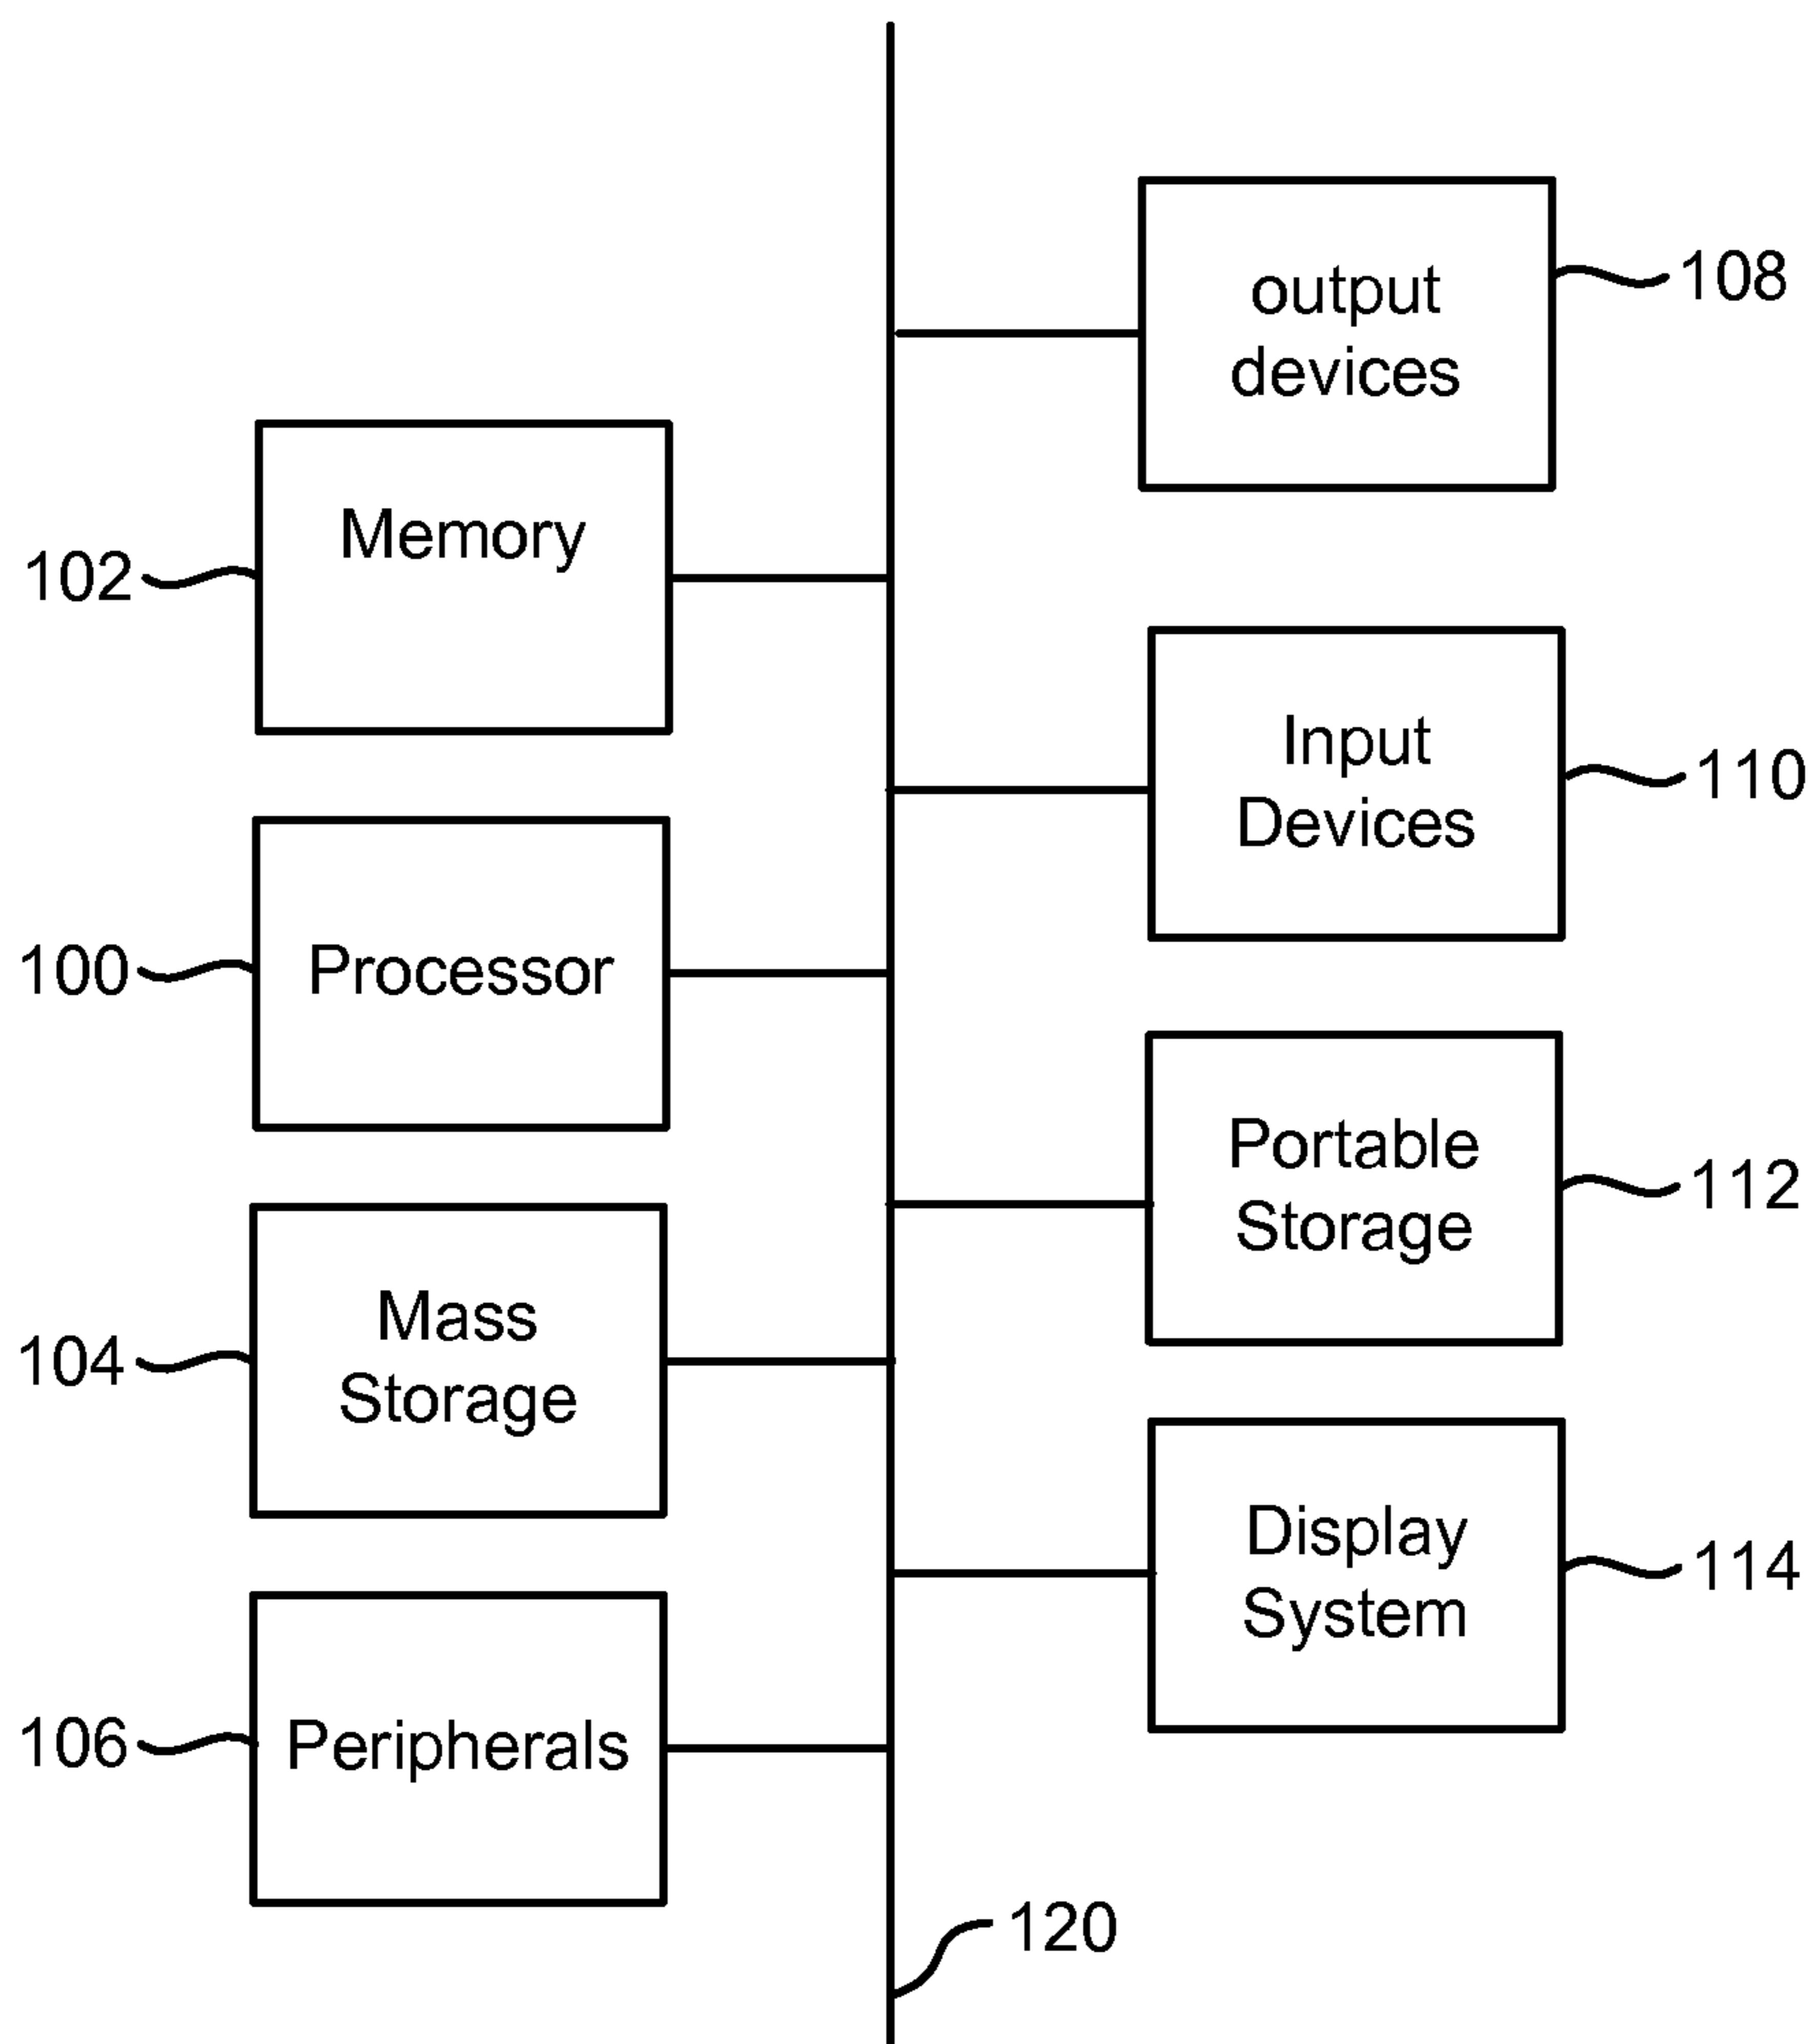 output
devices
108
Memory
102
Input
Devices
110
100
Processor
Portable
Storage
112
Mass
Storage
104
Display
System
114
106
Peripherals
120